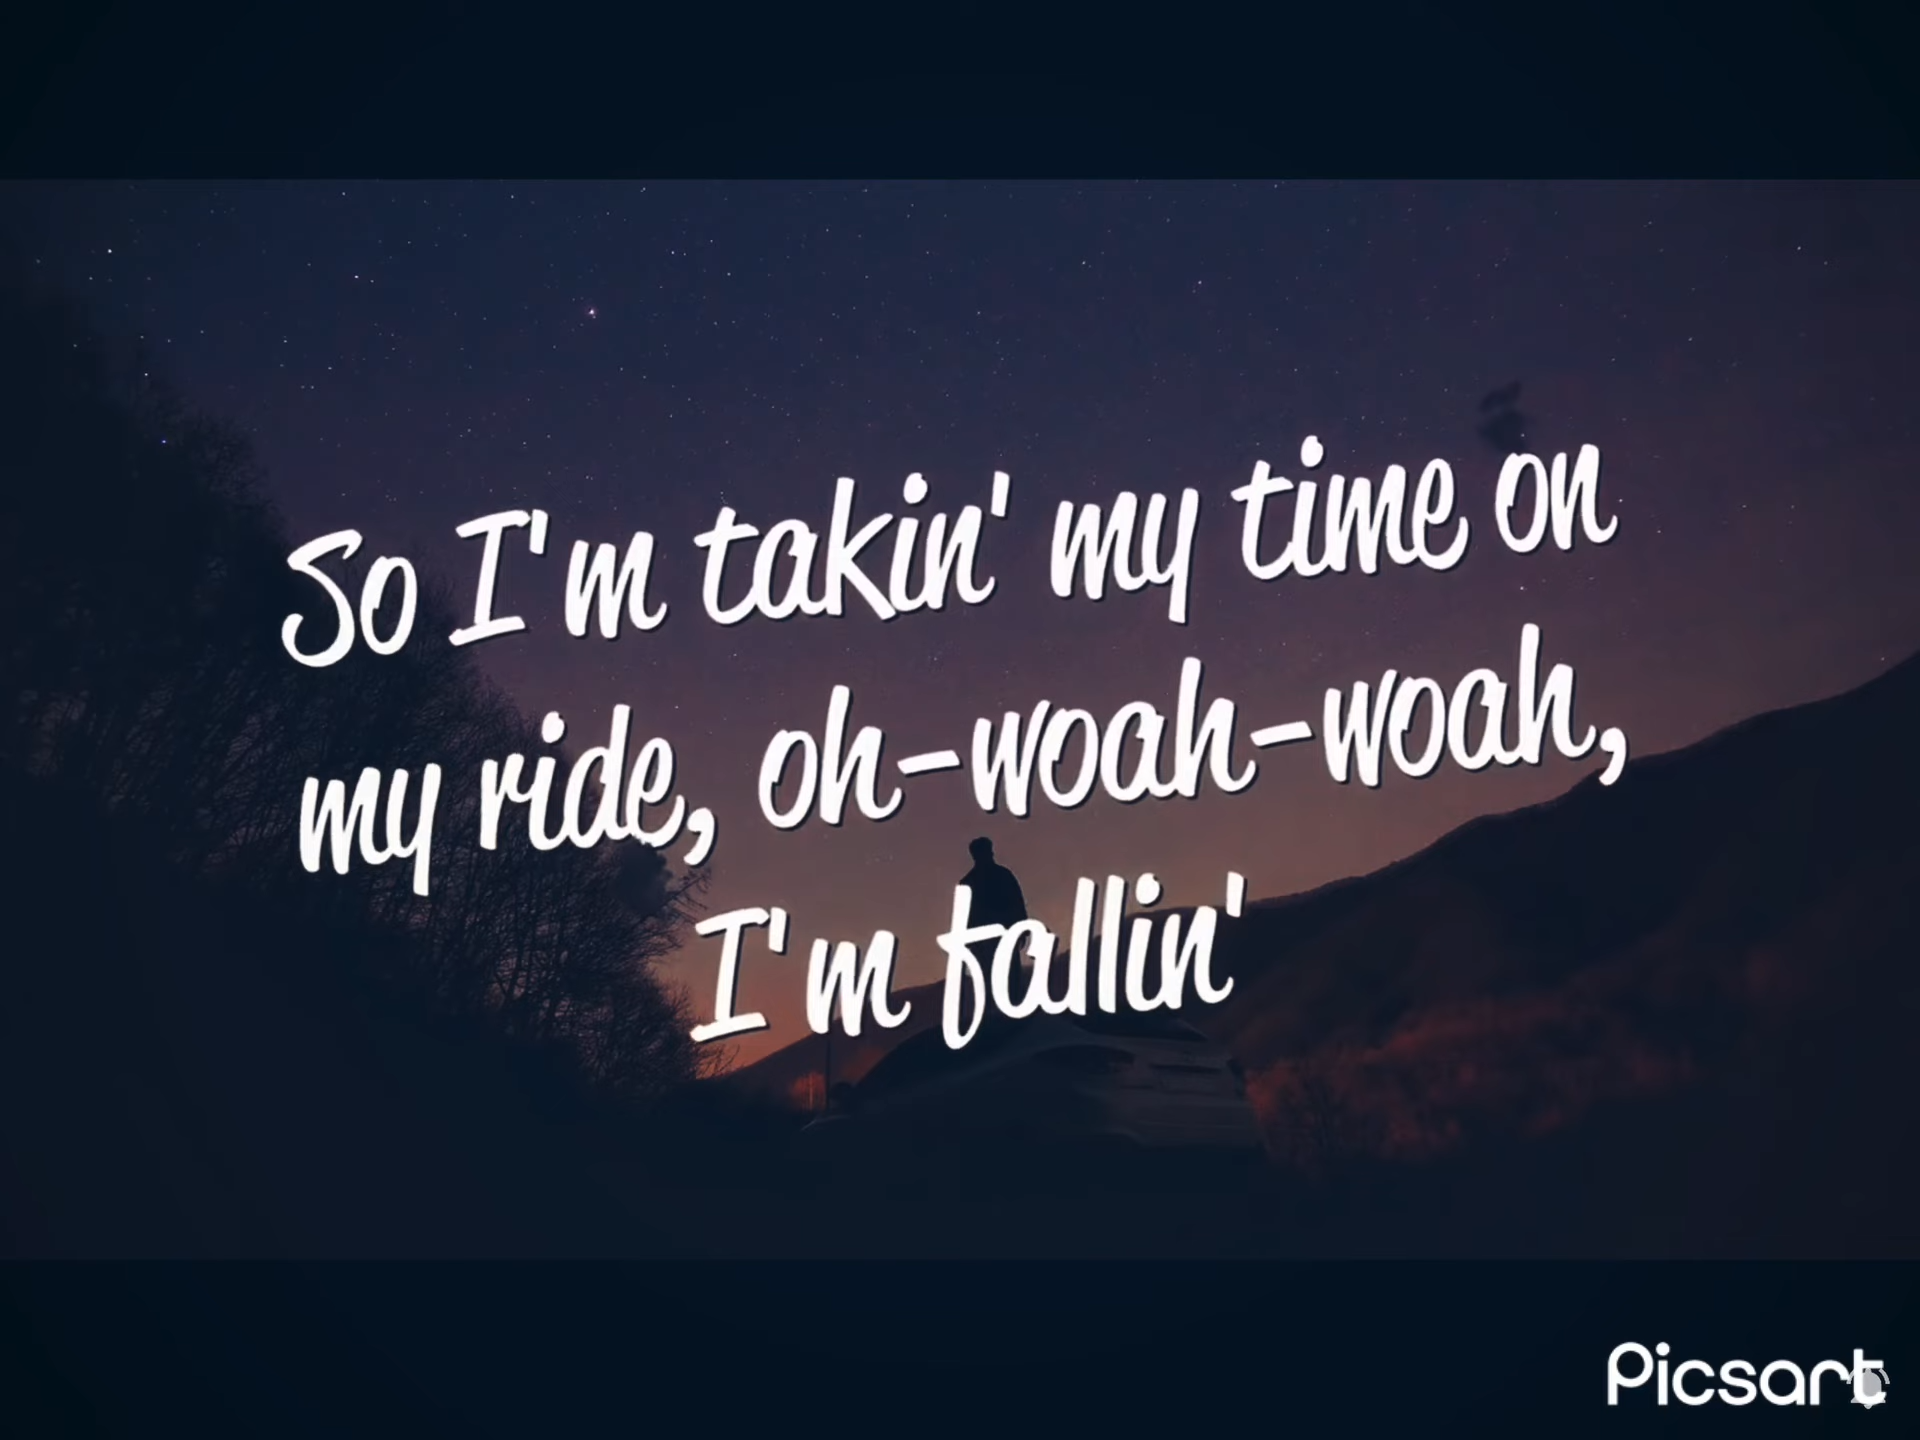 So I'm takin' my time on
my ride, oh-woah-woah,
I'm fallin'
Picsart